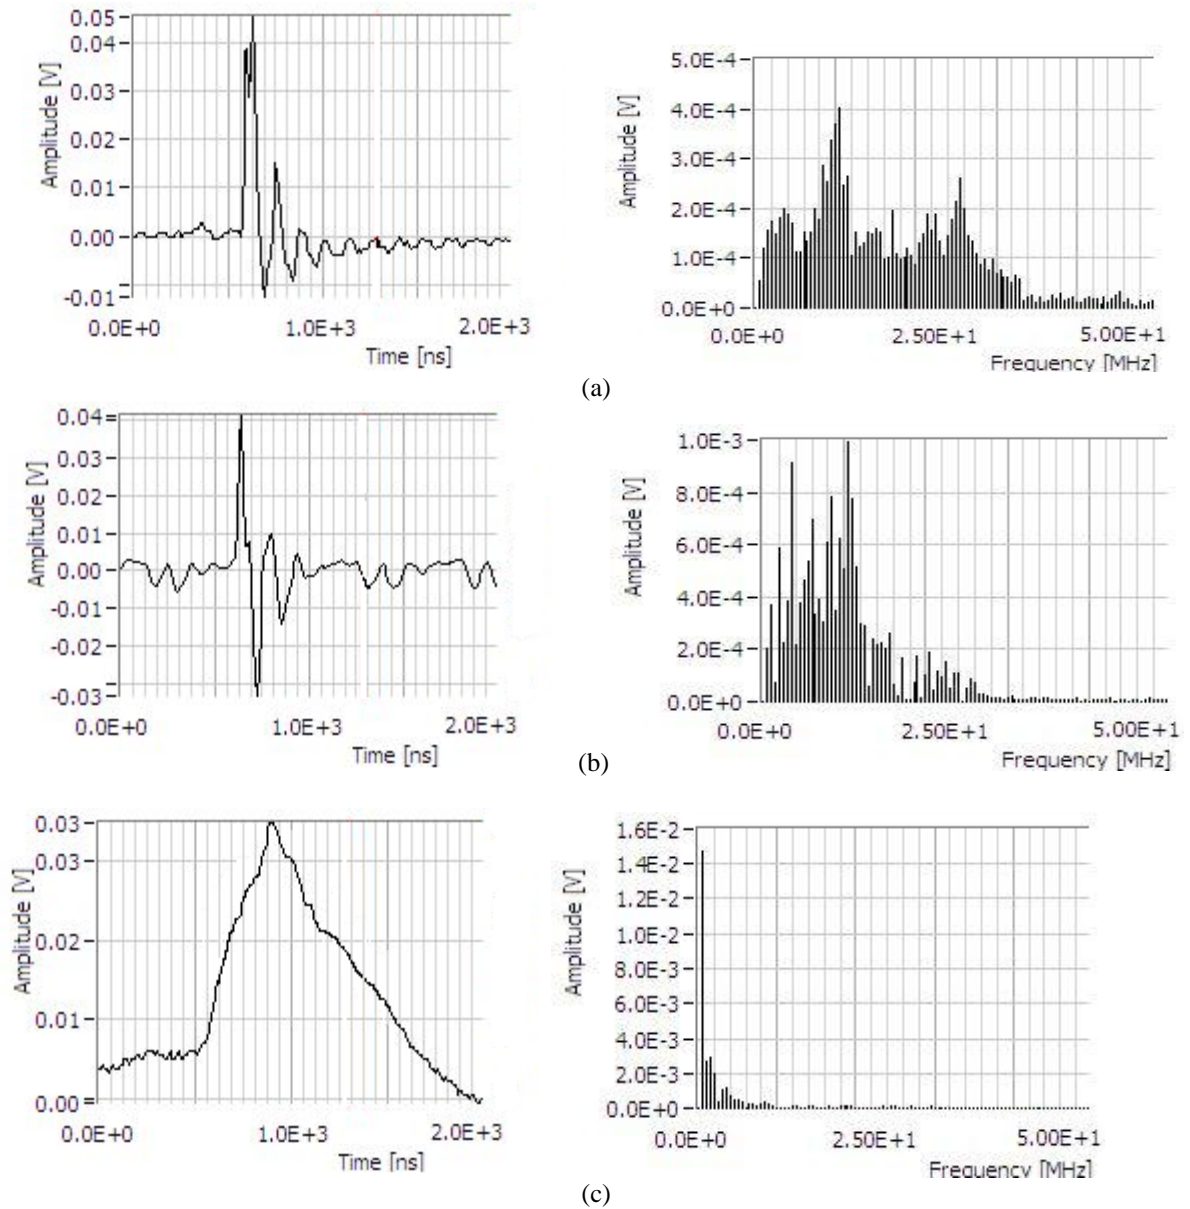 0.05
0.04
0.03
0.02
0.01
0.00
-0.01
Amplitude [V]
0.0E+0 1.0E+3 2.0E+3
Time [ns]
5.0E-4
4.0E-4
3.0E-4
2.0E-4
1.0E-4
0.0E+0
Amplitude [V]
0.0E+0 2.50E+1 5.00E+1
Frequency [MHz]
(a)
0.04
0.03
0.02
0.01
0.00
-0.01
-0.02
-0.03
Amplitude [V]
0.0E+0 1.0E+3 2.0E+3
Time [ns]
1.0E-3
8.0E-4
6.0E-4
4.0E-4
2.0E-4
0.0E+0
Amplitude [V]
0.0E+0 2.50E+1 5.00E+1
Frequency [MHz]
(b)
0.03
0.03
0.02
0.01
0.00
Amplitude [V]
0.0E+0 1.0E+3 2.0E+3
Time [ns]
1.6E-2
1.4E-2
1.2E-2
1.0E-2
8.0E-3
6.0E-3
4.0E-3
2.0E-3
0.0E+0
Amplitude [V]
0.0E+0 2.50E+1 5.00E+1
Frequency [MHz]
(c)